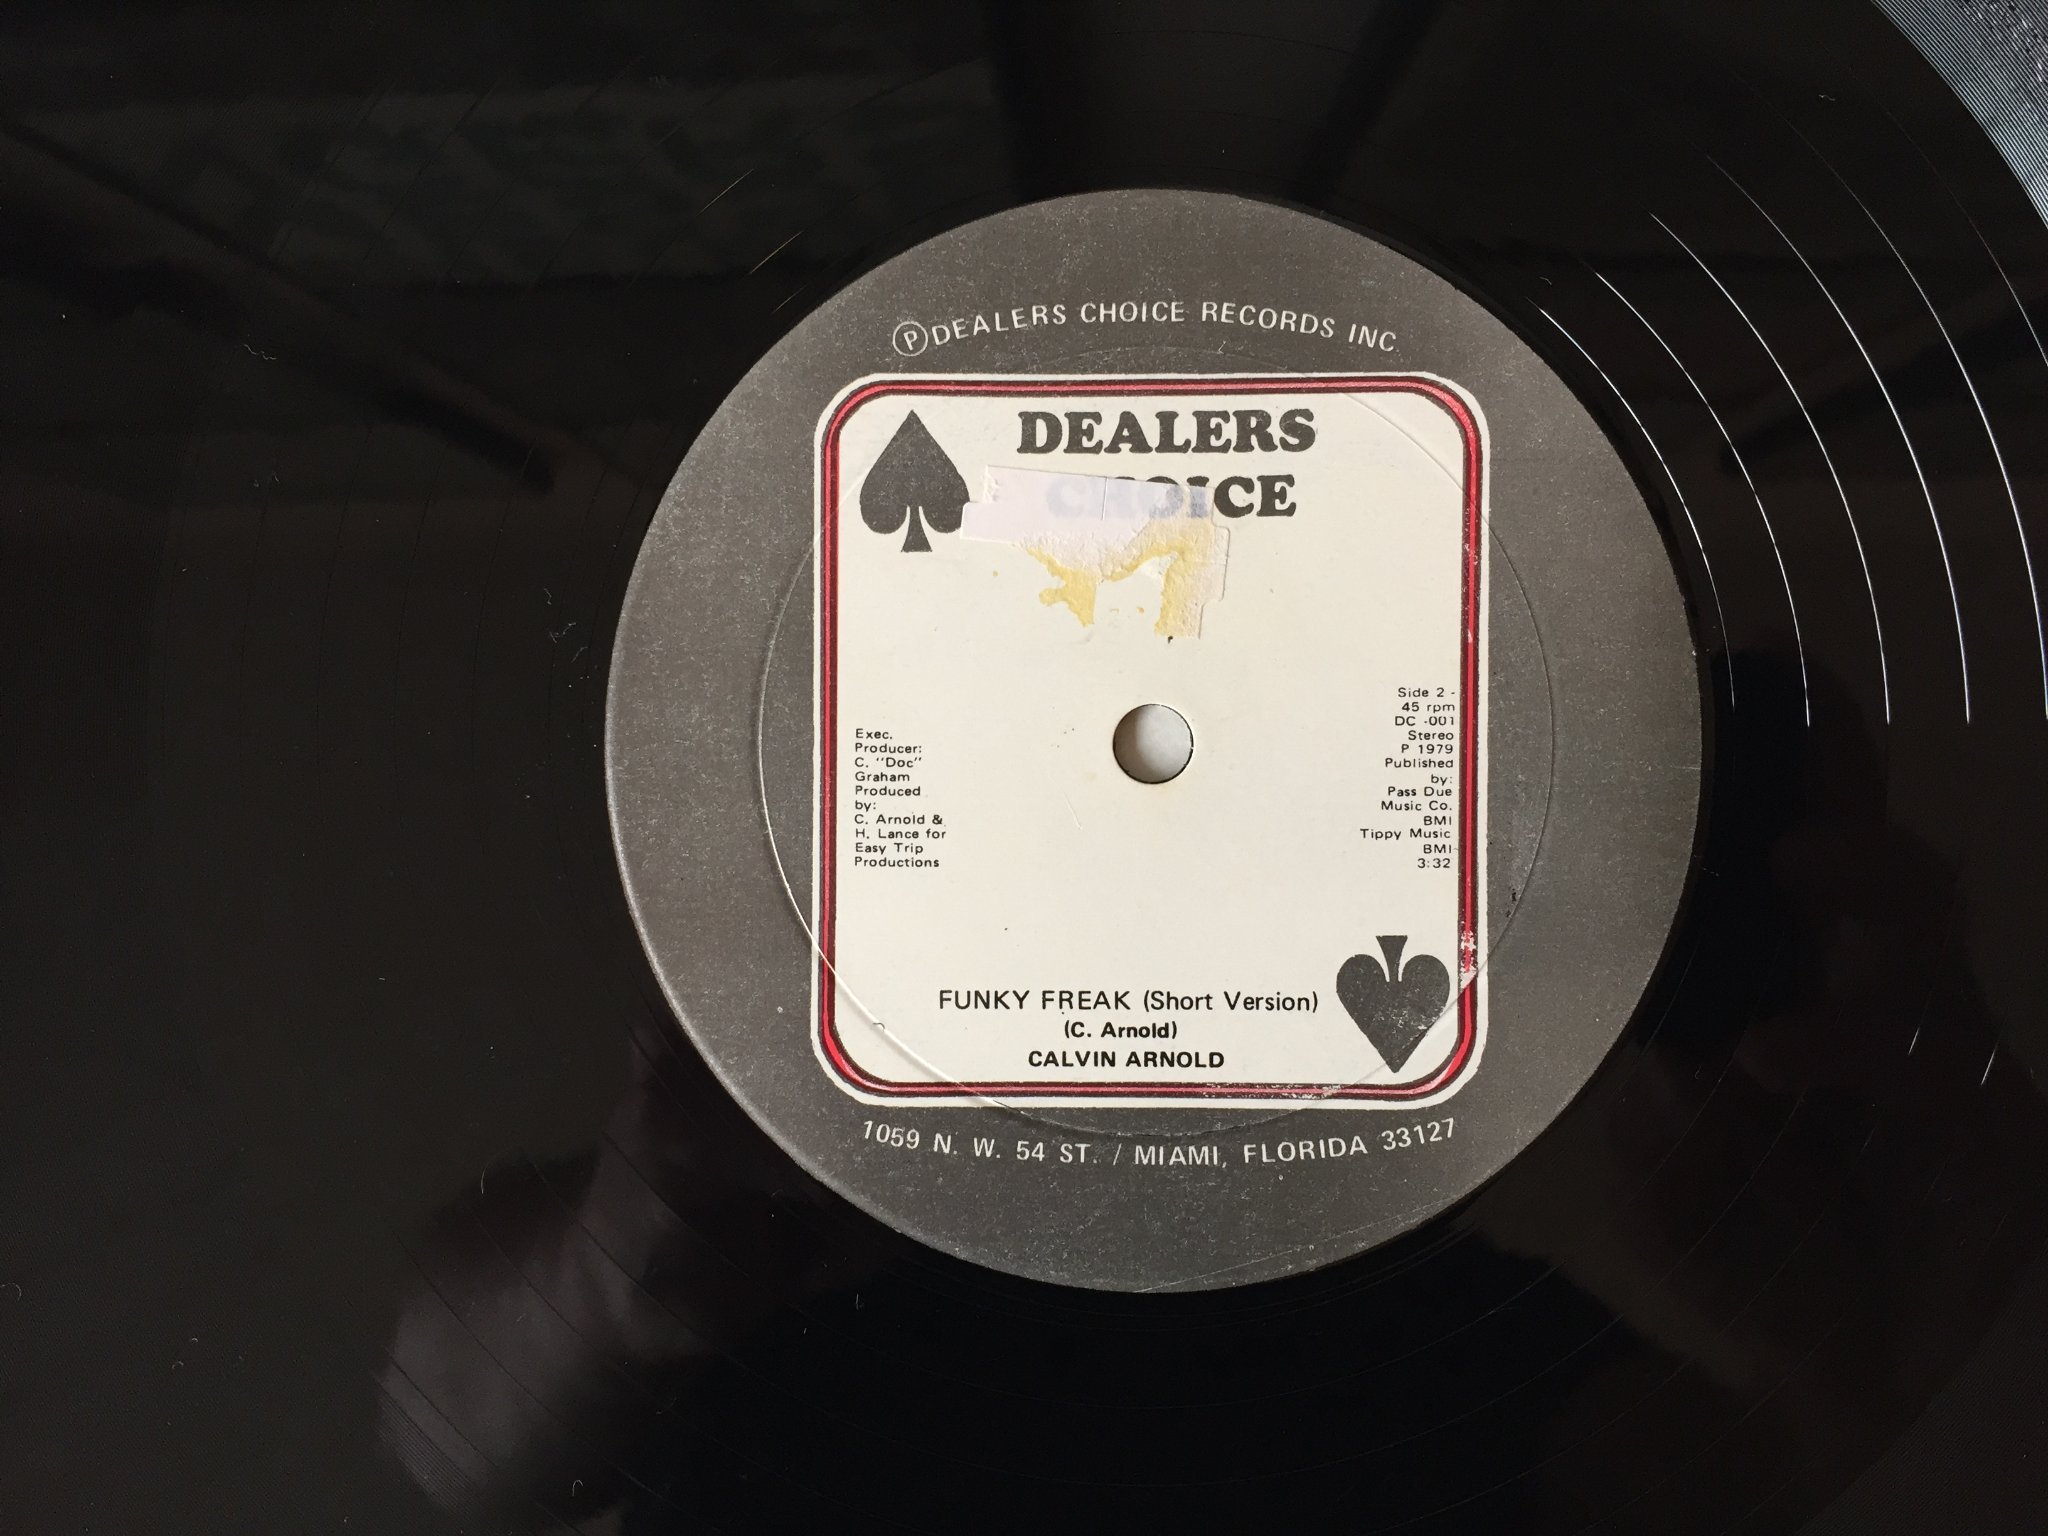 Ⓟ DEALERS CHOICE RECORDS INC.
DEALERS
CHOICE
Exec.
Producer:
C. "Doc"
Graham
Produced
by:
C. Arnold &
H. Lance for
Easy Trip
Productions
Side 2 -
45 rpm
DC -001
Stereo
P 1979
Published
by:
Pass Due
Music Co.
BMI
Tippy Music
BMI
3:32
FUNKY FREAK (Short Version)
(C. Arnold)
CALVIN ARNOLD
1059 N. W. 54 ST. / MIAMI, FLORIDA 33127